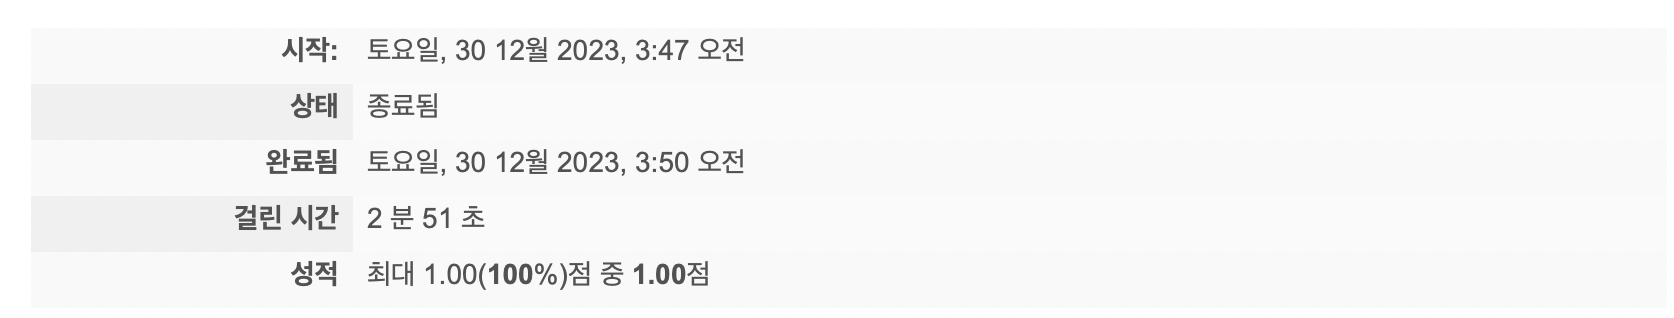 시작: 토요일, 30 12월 2023, 3:47 오전
상태 종료됨
완료됨 토요일, 30 12월 2023, 3:50 오전
걸린 시간 2 분 51 초
성적 최대 1.00(100%)점 중 1.00점